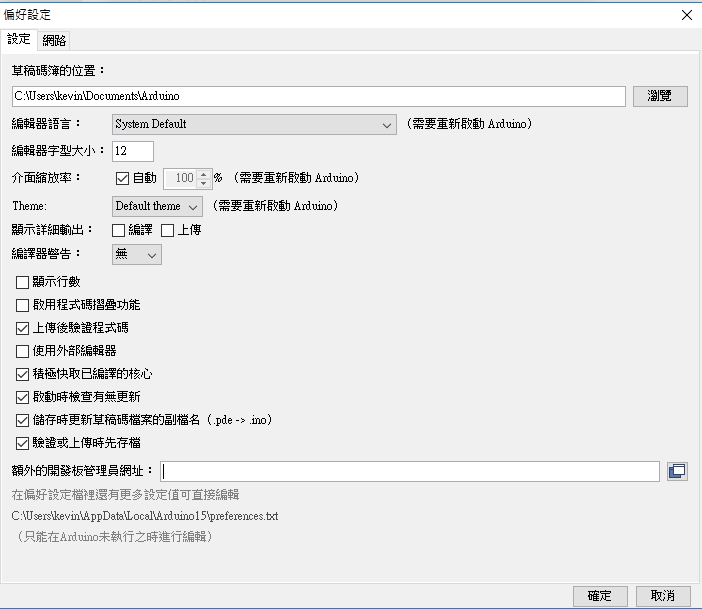 偏好設定
設定 網路
草稿碼簿的位置：
C:\Users\kevin\Documents\Arduino 瀏覽
編輯器語言： System Default （需要重新啟動 Arduino）
編輯器字型大小： 12
介面縮放率： 自動 100 % （需要重新啟動 Arduino）
Theme: Default theme （需要重新啟動 Arduino）
顯示詳細輸出： 編譯 上傳
編譯器警告： 無
顯示行數
啟用程式碼摺疊功能
上傳後驗證程式碼
使用外部編輯器
積極快取已編譯的核心
啟動時檢查有無更新
儲存時更新草稿碼檔案的副檔名（.pde -> .ino）
驗證或上傳時先存檔
額外的開發板管理員網址：
在偏好設定檔裡還有更多設定值可直接編輯
C:\Users\kevin\AppData\Local\Arduino15\preferences.txt
（只能在Arduino未執行之時進行編輯）
確定 取消